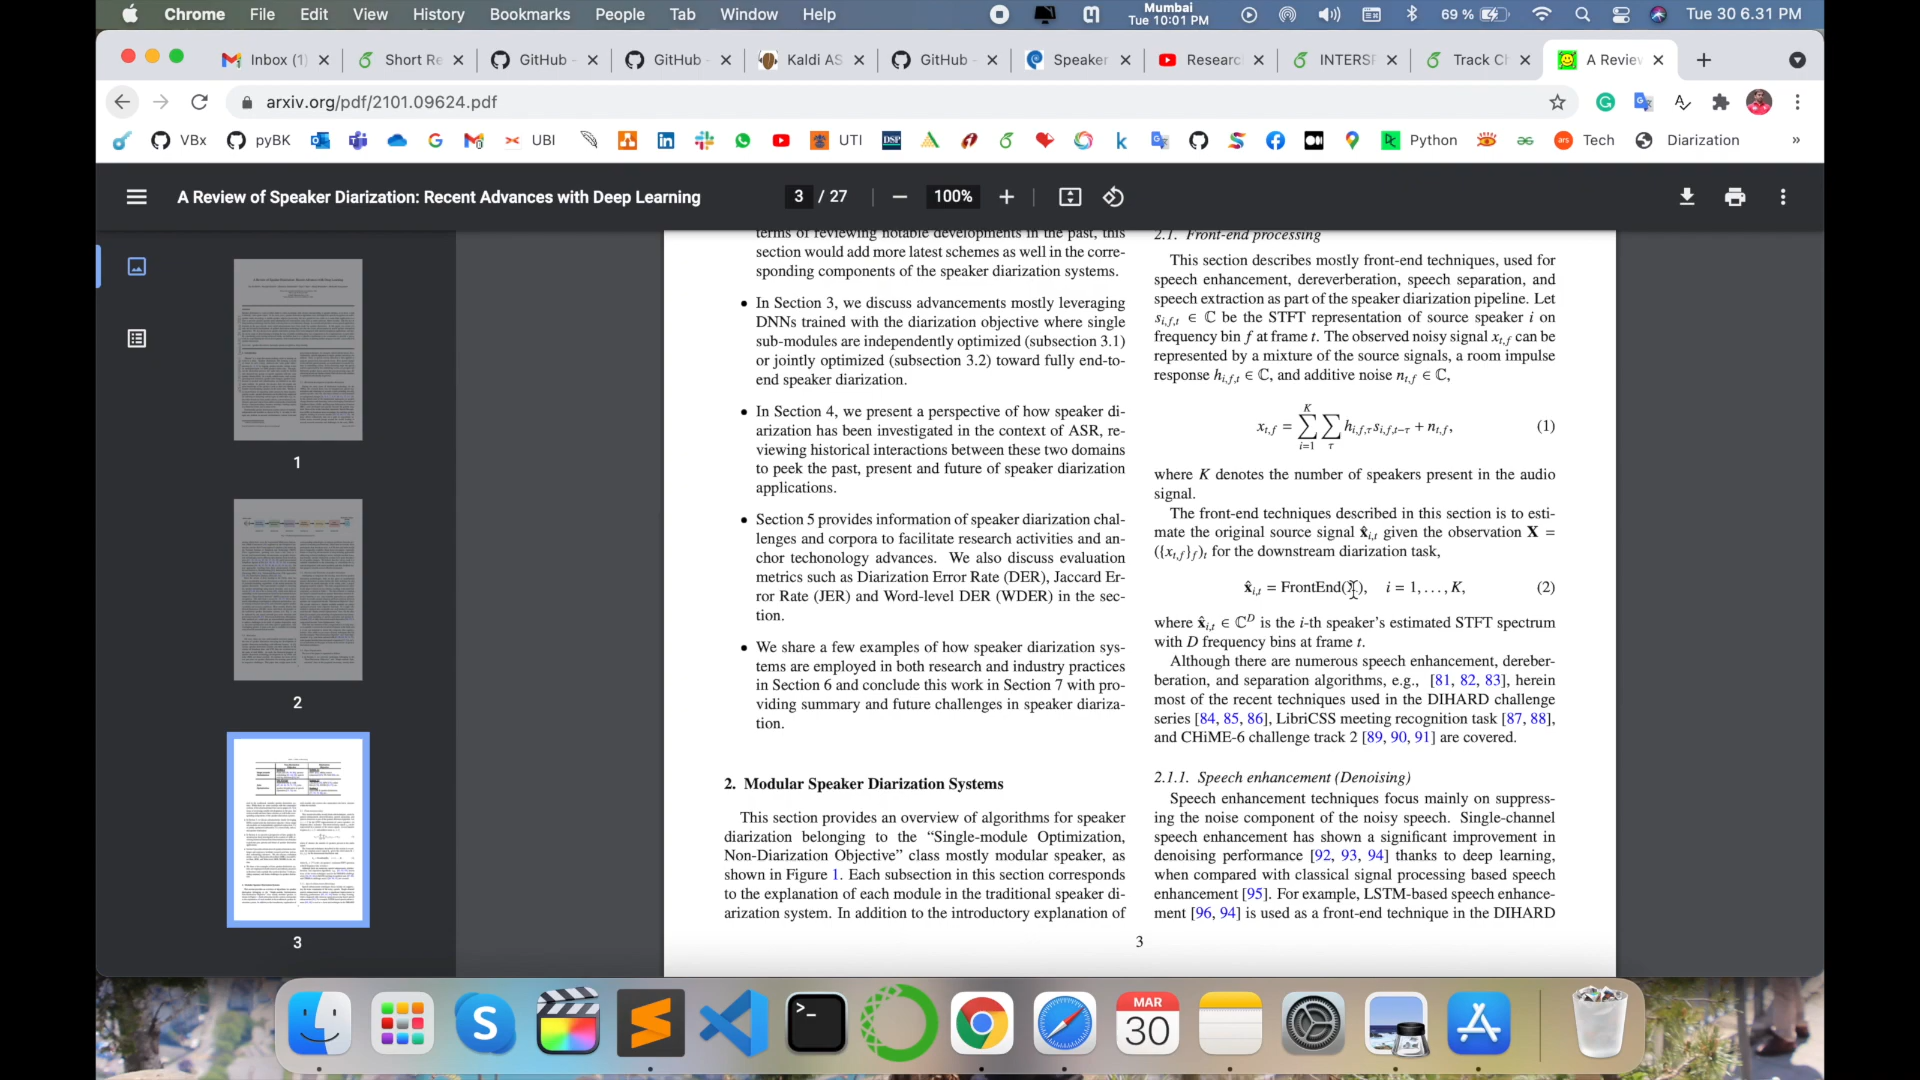 Chrome File Edit View History Bookmarks People Tab Window Help Mumbai Tue 10:01 PM 69 % Tue 30 6.31 PM
Inbox (1) Short Re GitHub - GitHub - Kaldi AS GitHub - Speaker Researc INTERSP Track Ch A Review
arxiv.org/pdf/2101.09624.pdf
VBx pyBK UBI UTI DSP k Python ars Tech Diarization »
A Review of Speaker Diarization: Recent Advances with Deep Learning 3 / 27 100%
1
2
3
terms of reviewing notable developments in the past, this
section would add more latest schemes as well in the corre-
sponding components of the speaker diarization systems.
• In Section 3, we discuss advancements mostly leveraging
DNNs trained with the diarization objective where single
sub-modules are independently optimized (subsection 3.1)
or jointly optimized (subsection 3.2) toward fully end-to-
end speaker diarization.
• In Section 4, we present a perspective of how speaker di-
arization has been investigated in the context of ASR, re-
viewing historical interactions between these two domains
to peek the past, present and future of speaker diarization
applications.
• Section 5 provides information of speaker diarization chal-
lenges and corpora to facilitate research activities and an-
chor techonology advances. We also discuss evaluation
metrics such as Diarization Error Rate (DER), Jaccard Er-
ror Rate (JER) and Word-level DER (WDER) in the sec-
tion.
• We share a few examples of how speaker diarization sys-
tems are employed in both research and industry practices
in Section 6 and conclude this work in Section 7 with pro-
viding summary and future challenges in speaker diariza-
tion.
2. Modular Speaker Diarization Systems
This section provides an overview of algorithms for speaker
diarization belonging to the “Single-module Optimization,
Non-Diarization Objective” class mostly modular speaker, as
shown in Figure 1. Each subsection in this section corresponds
to the explanation of each module in the traditional speaker di-
arization system. In addition to the introductory explanation of
2.1. Front-end processing
This section describes mostly front-end techniques, used for
speech enhancement, dereverberation, speech separation, and
speech extraction as part of the speaker diarization pipeline. Let
s_{i,f,t} ∈ ℂ be the STFT representation of source speaker i on
frequency bin f at frame t. The observed noisy signal x_{t,f} can be
represented by a mixture of the source signals, a room impulse
response h_{i,f,t} ∈ ℂ, and additive noise n_{t,f} ∈ ℂ,
x_{t,f} = ∑_{i=1}^{K} ∑_τ h_{i,f,τ} s_{i,f,t−τ} + n_{t,f}, (1)
where K denotes the number of speakers present in the audio
signal.
The front-end techniques described in this section is to esti-
mate the original source signal x̂_{i,t} given the observation X =
({x_{t,f}}_f)_t for the downstream diarization task,
x̂_{i,t} = FrontEnd(X), i = 1, . . . , K, (2)
where x̂_{i,t} ∈ ℂ^D is the i-th speaker’s estimated STFT spectrum
with D frequency bins at frame t.
Although there are numerous speech enhancement, dereber-
beration, and separation algorithms, e.g., [81, 82, 83], herein
most of the recent techniques used in the DIHARD challenge
series [84, 85, 86], LibriCSS meeting recognition task [87, 88],
and CHiME-6 challenge track 2 [89, 90, 91] are covered.
2.1.1. Speech enhancement (Denoising)
Speech enhancement techniques focus mainly on suppress-
ing the noise component of the noisy speech. Single-channel
speech enhancement has shown a significant improvement in
denoising performance [92, 93, 94] thanks to deep learning,
when compared with classical signal processing based speech
enhancement [95]. For example, LSTM-based speech enhance-
ment [96, 94] is used as a front-end technique in the DIHARD
3
MAR
30